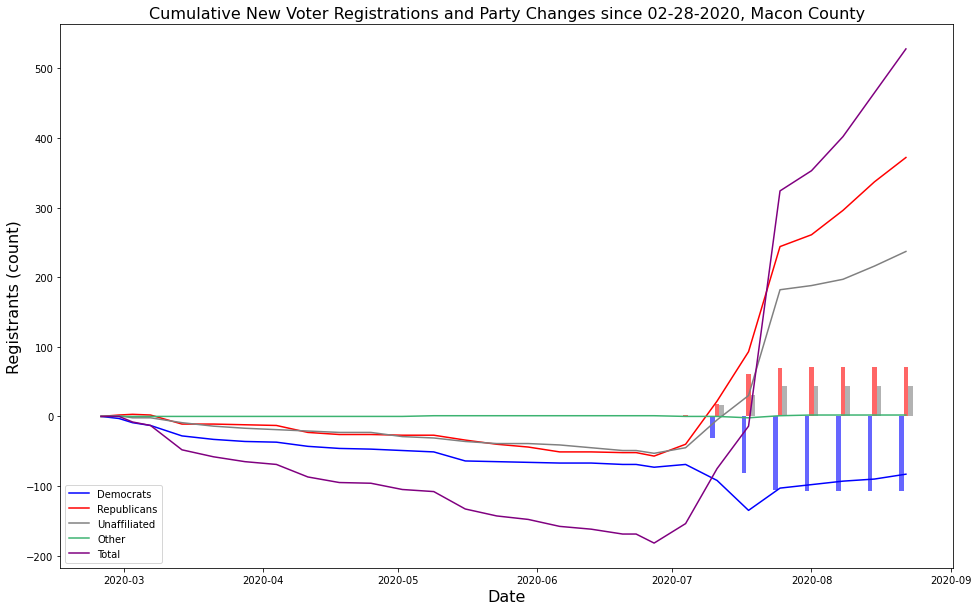 Cumulative New Voter Registrations and Party Changes since 02-28-2020, Macon County
Registrants (count)
500
400
300
200
100
0
−100
−200
Democrats
Republicans
Unaffiliated
Other
Total
2020-03
2020-04
2020-05
2020-06
2020-07
2020-08
2020-09
Date